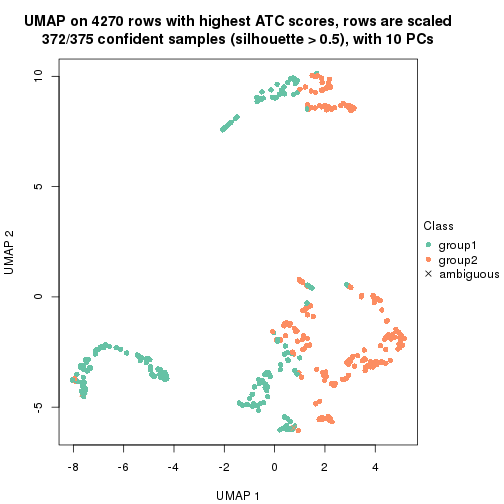 UMAP on 4270 rows with highest ATC scores, rows are scaled
372/375 confident samples (silhouette > 0.5), with 10 PCs
10
5
0
-5
UMAP 2
-8
-6
-4
-2
0
2
4
UMAP 1
Class
group1
group2
ambiguous